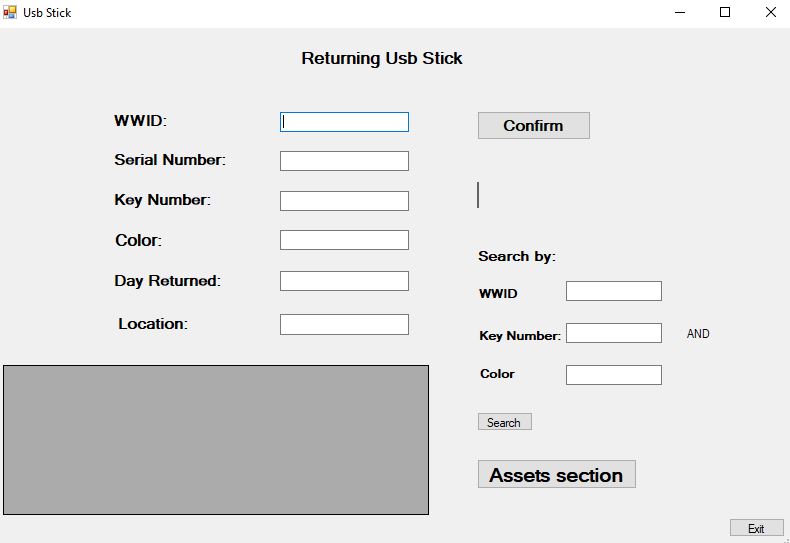 Usb Stick
Returning Usb Stick
WWID:
Confirm
Serial Number:
Key Number:
Color:
Search by:
Day Returned:
WWID
Location:
Key Number:
AND
Color
Search
Assets section
Exit